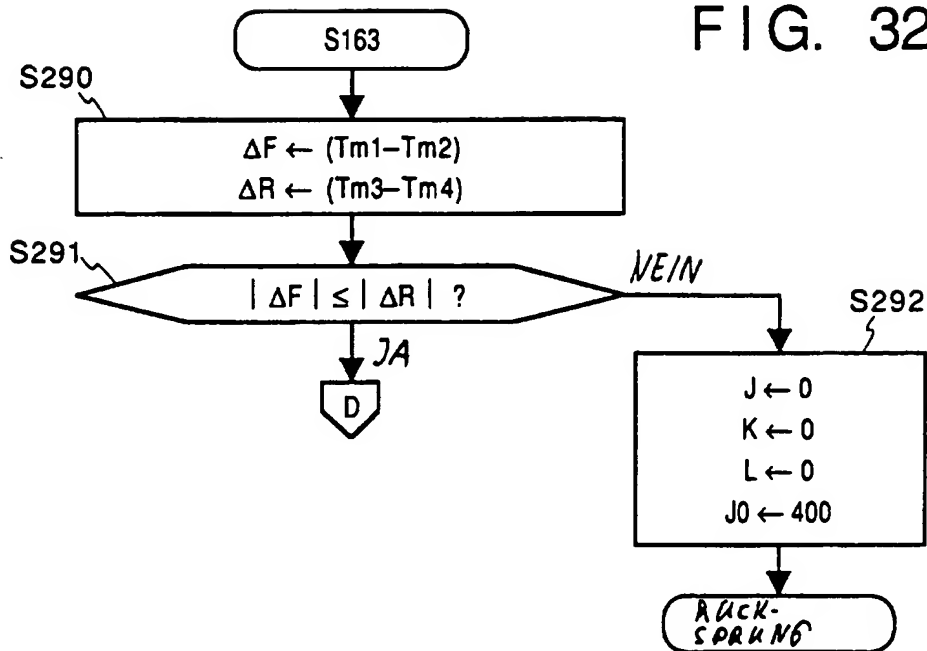 FIG. 32
S163
S290
ΔF ← (Tm1–Tm2)
ΔR ← (Tm3–Tm4)
S291
| ΔF | ≤ | ΔR | ?
NEIN
JA
D
S292
J ← 0
K ← 0
L ← 0
J0 ← 400
RUCK-
SPRUNG